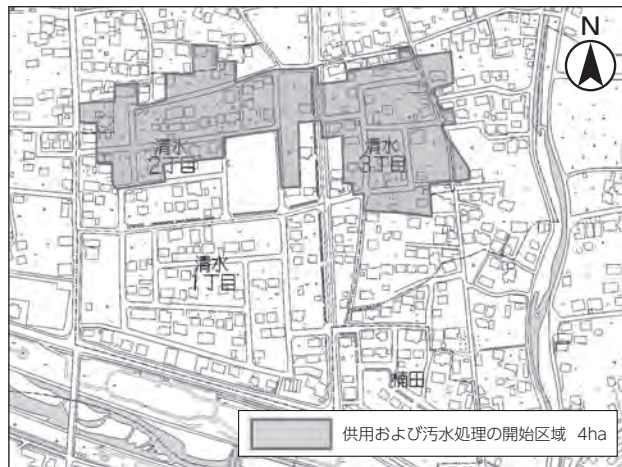 N
清水
2丁目
清水
3丁目
清水
1丁目
楠田
供用および汚水処理の開始区域 4ha